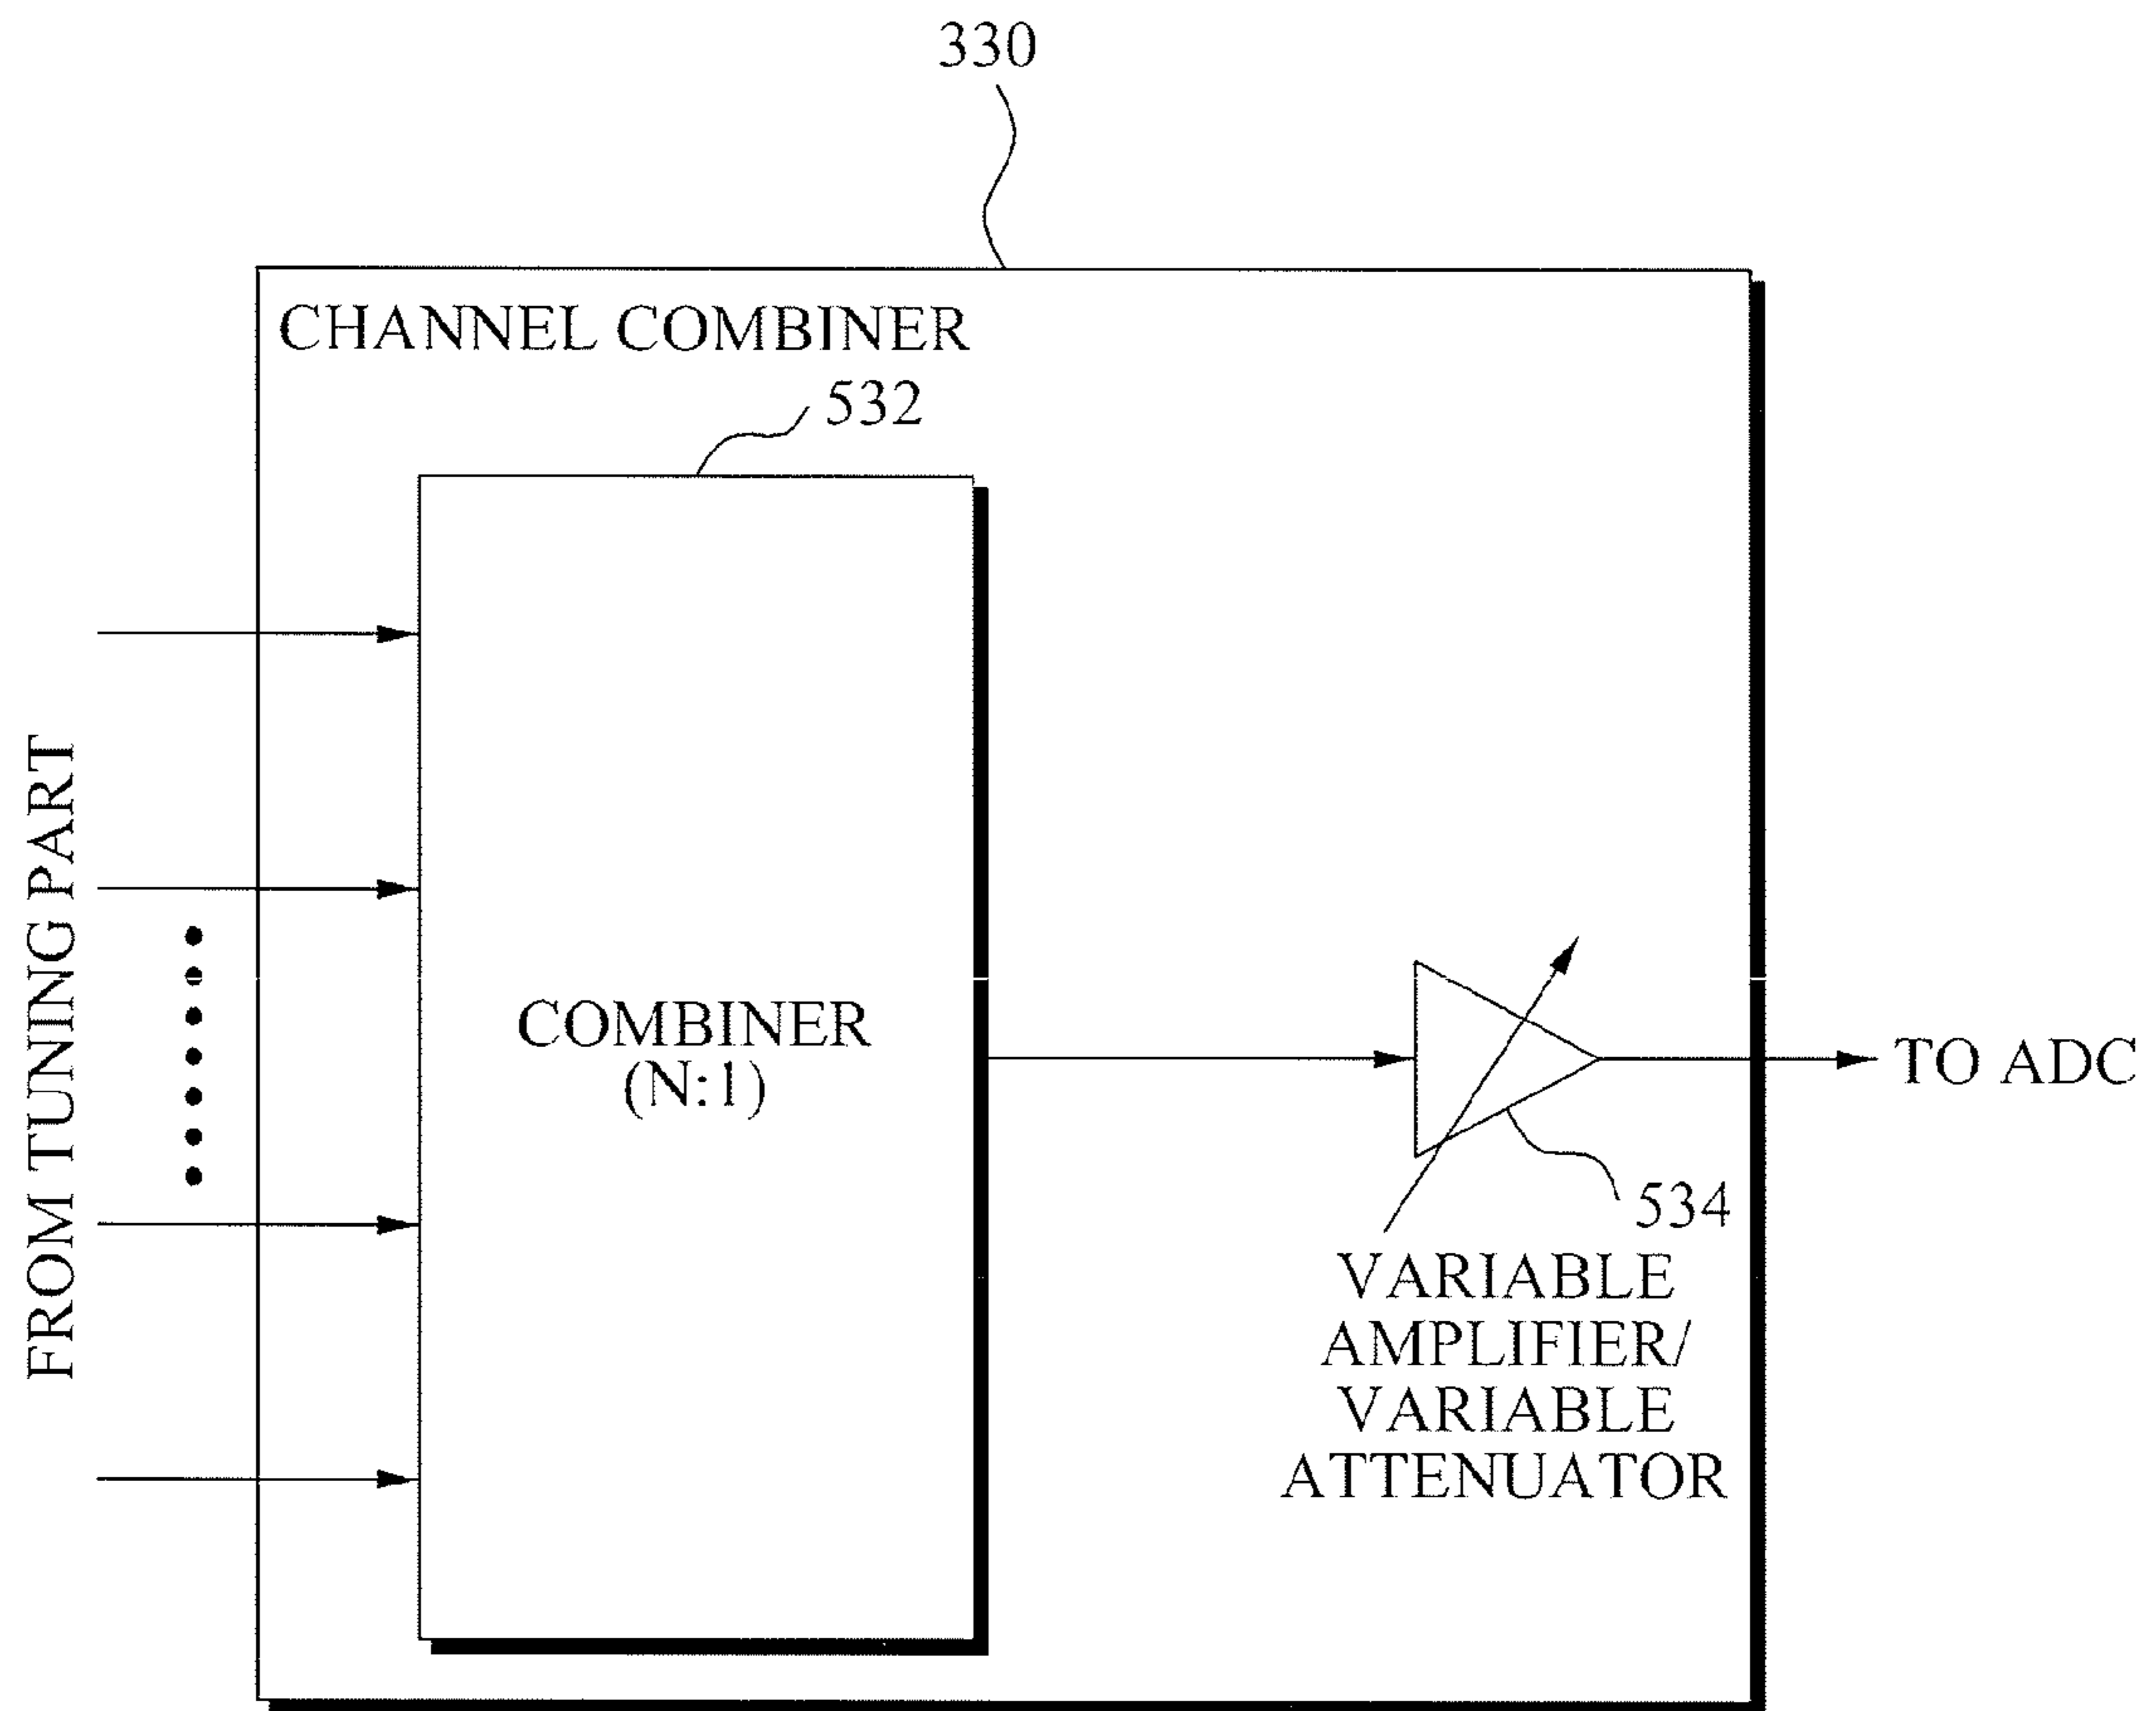 330
CHANNEL COMBINER
532
FROM TUNING PART
COMBINER
(N:1)
TO ADC
534
VARIABLE
AMPLIFIER/
VARIABLE
ATTENUATOR